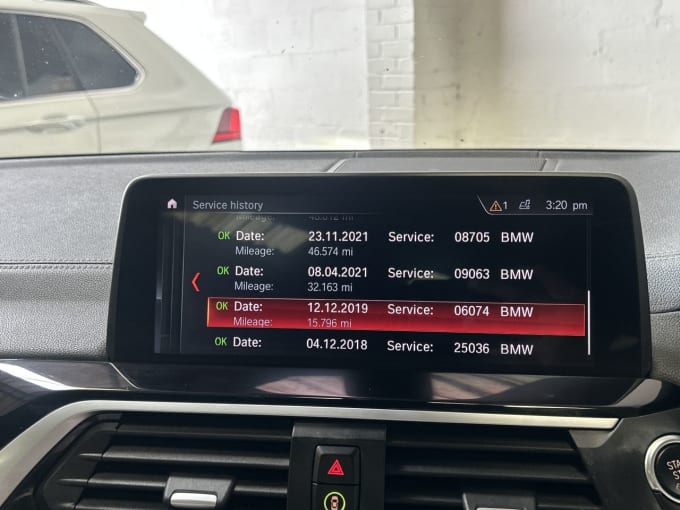 Service history
1
3:20 pm
Mileage:
OK Date: 23.11.2021 Service: 08705 BMW
Mileage: 46.574 mi
OK Date: 08.04.2021 Service: 09063 BMW
Mileage: 32.163 mi
OK Date: 12.12.2019 Service: 06074 BMW
Mileage: 15.796 mi
OK Date: 04.12.2018 Service: 25036 BMW